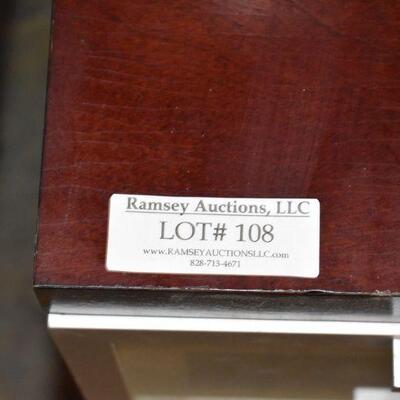 Ramsey Auctions, LLC
LOT# 108
www.RAMSEYAUCTIONSLLC.com
828-713-4671